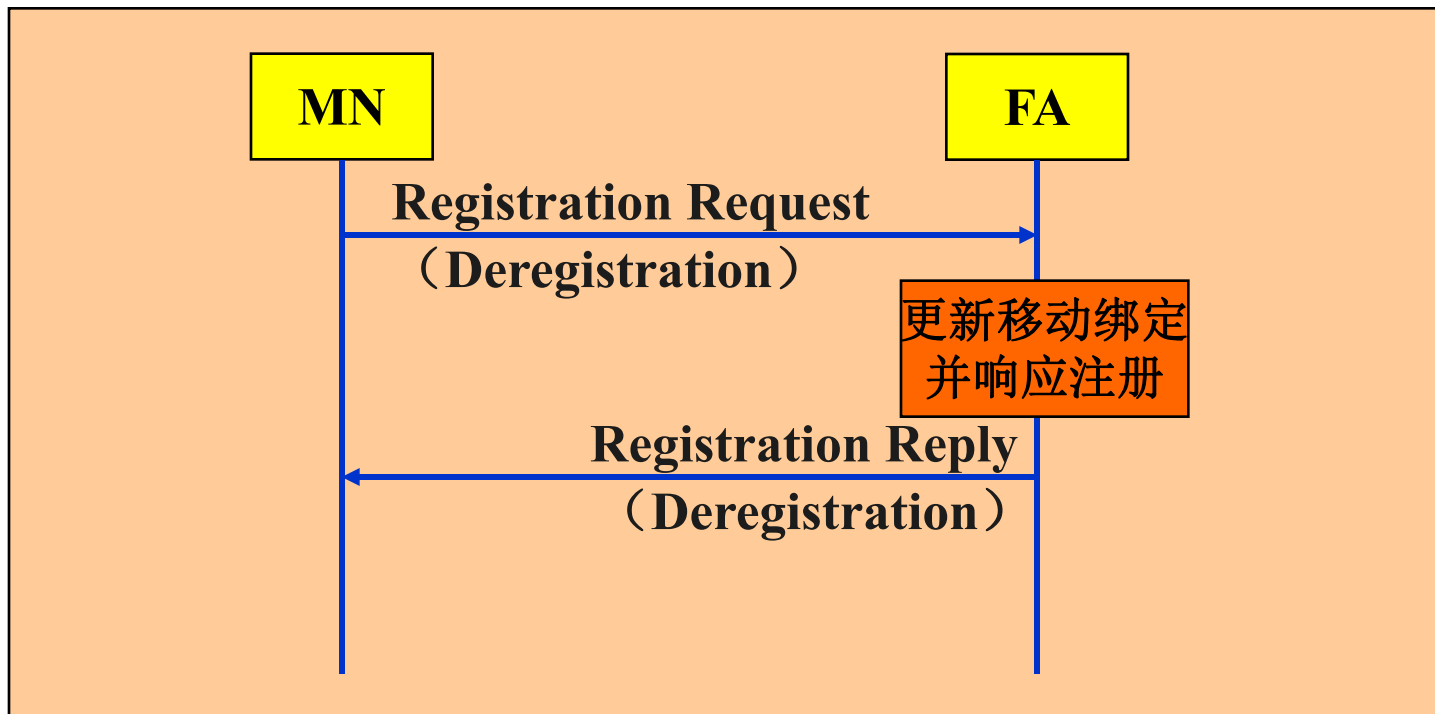 MN
FA
Registration Request
（Deregistration）
更新移动绑定
并响应注册
Registration Reply
（Deregistration）